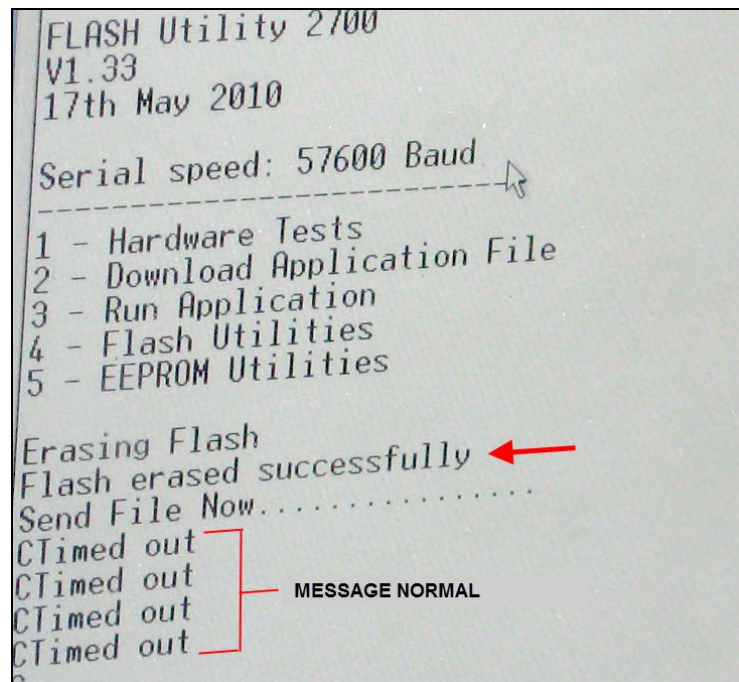 FLASH Utility 2700
V1.33
17th May 2010
Serial speed: 57600 Baud
--------------------------------
1 - Hardware Tests
2 - Download Application File
3 - Run Application
4 - Flash Utilities
5 - EEPROM Utilities
Erasing Flash
Flash erased successfully
Send File Now................
CTimed out
CTimed out
CTimed out
CTimed out
MESSAGE NORMAL